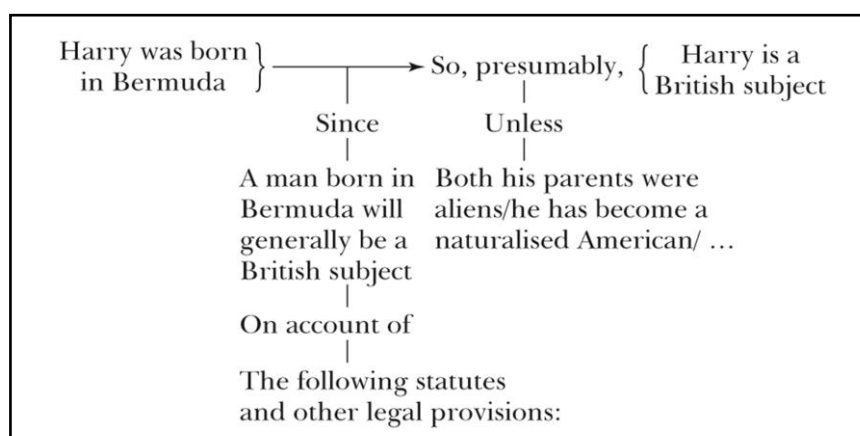 Harry was born
in Bermuda
So, presumably,
Harry is a
British subject
Since
Unless
A man born in
Bermuda will
generally be a
British subject
Both his parents were
aliens/he has become a
naturalised American/ …
On account of
The following statutes
and other legal provisions: